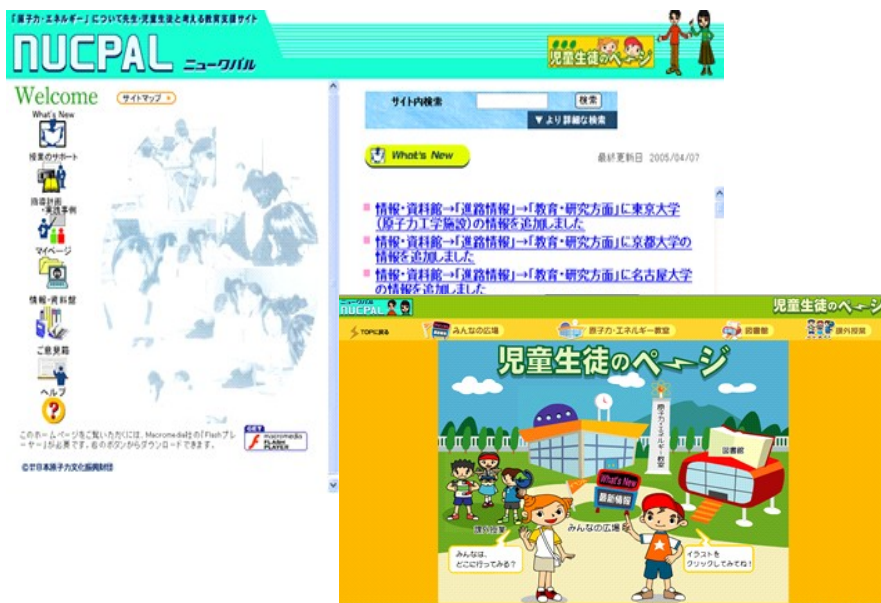 「原子力・エネルギー」について先生・児童生徒と考える教育支援サイト
NUCPAL ニューク・パル
児童生徒のページ
Welcome
サイトマップ
What's New
授業のサポート
指導計画
・実践事例
マイページ
情報・資料館
ご意見箱
ヘルプ
このホームページをご覧いただくには、Macromedia社の「Flashプレ
ーヤー」が必要です。右のボタンからダウンロードできます。
GET
macromedia
FLASH
PLAYER
©財日本原子力文化振興財団
サイト内検索
検索
▼より詳細な検索
What's New
最終更新日 2005/04/07
情報・資料館→「進路情報」→「教育・研究方面」に東京大学
(原子力工学施設)の情報を追加しました
情報・資料館→「進路情報」→「教育・研究方面」に京都大学の
情報を追加しました
情報・資料館→「進路情報」→「教育・研究方面」に名古屋大学
の情報を追加しました
ニューク・パル
NUCPAL
児童生徒のページ
TOPに戻る
みんなの広場
原子力・エネルギー教室
図書館
課外授業
児童生徒のページ
原子力・エネルギー教室
図書館
What's New
最新情報
課外授業
みんなの広場
みんなは、
どこに行ってみる?
イラストを
クリックしてみてね!